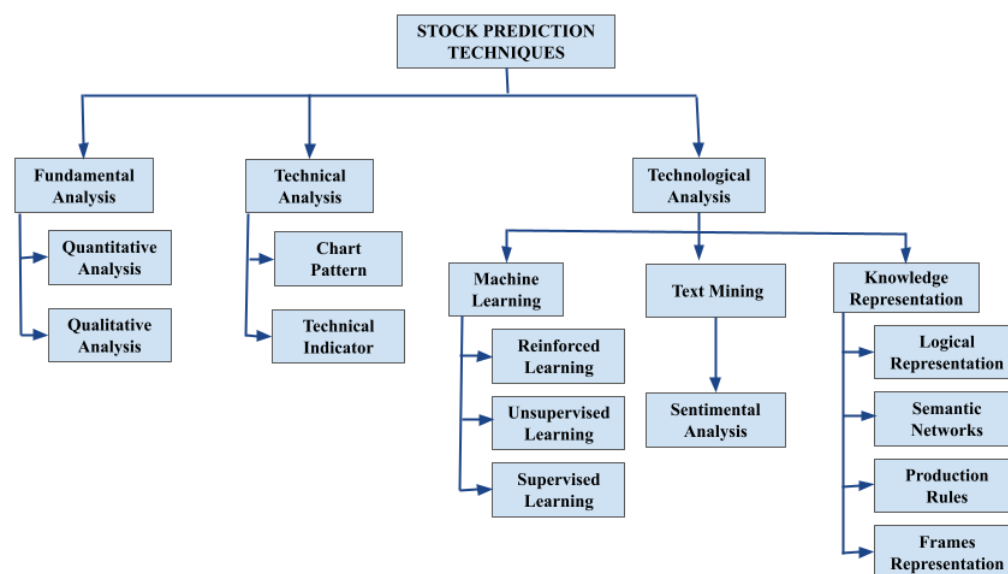 STOCK PREDICTION
TECHNIQUES
Fundamental
Analysis
Technical
Analysis
Technological
Analysis
Quantitative
Analysis
Qualitative
Analysis
Chart
Pattern
Technical
Indicator
Machine
Learning
Text Mining
Knowledge
Representation
Reinforced
Learning
Unsupervised
Learning
Supervised
Learning
Sentimental
Analysis
Logical
Representation
Semantic
Networks
Production
Rules
Frames
Representation